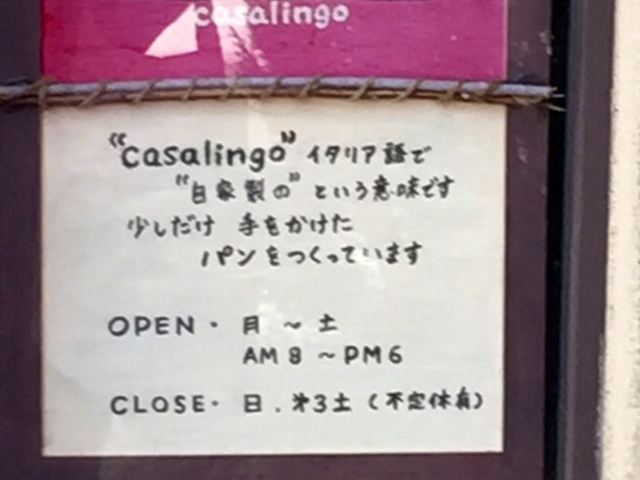 casalingo
"casalingo" イタリア語で
"自家製の" という意味です
少しだけ 手をかけた
パンをつくっています
OPEN・ 月 〜 土
AM 8 〜 PM 6
CLOSE・ 日 . 第3土 (不定休有)